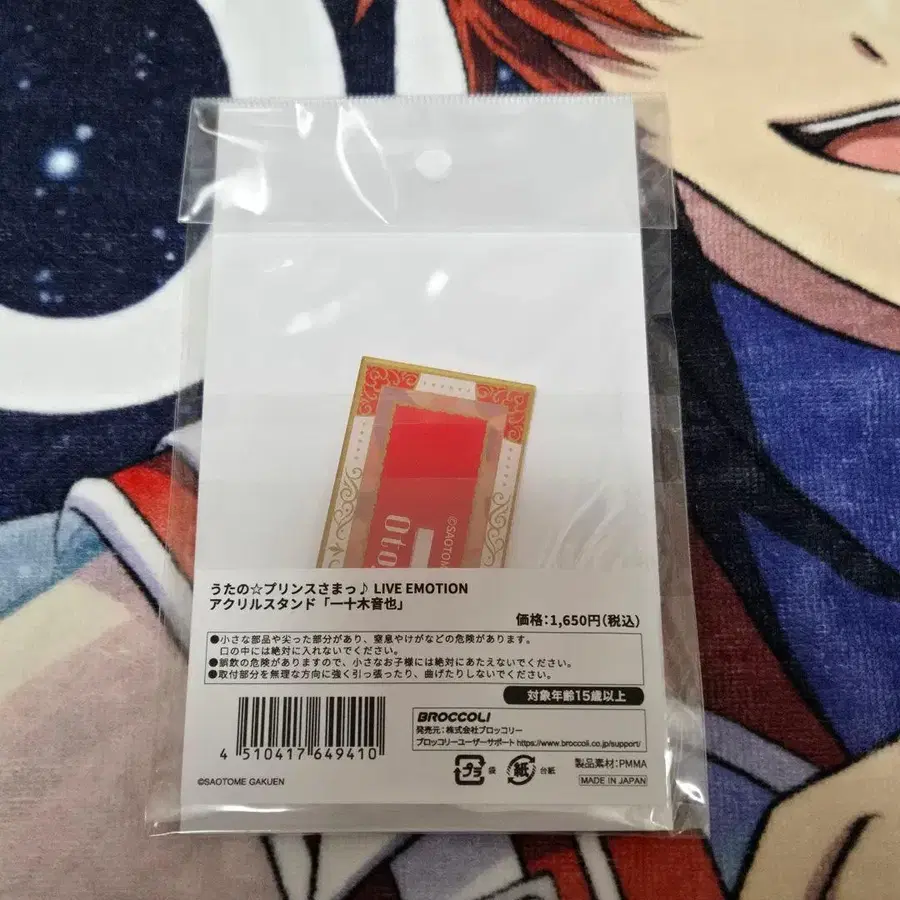 Oto
©SAOTOM
うたの☆プリンスさまっ♪ LIVE EMOTION
アクリルスタンド「一十木音也」
価格:1,650円(税込)
●小さな部品や尖った部分があり、窒息やけがなどの危険があります。
口の中には絶対に入れないでください。
●誤飲の危険がありますので、小さなお子様には絶対にあたえないでください。
●取付部分を無理な方向に強く引っ張ったり、曲げたりしないでください。
対象年齢15歳以上
4 510417 649410
BROCCOLI
発売元:株式会社ブロッコリー
ブロッコリーユーザーサポート https://www.broccoli.co.jp/support/
プラ 袋 紙 台紙 製品素材:PMMA
MADE IN JAPAN
©SAOTOME GAKUEN